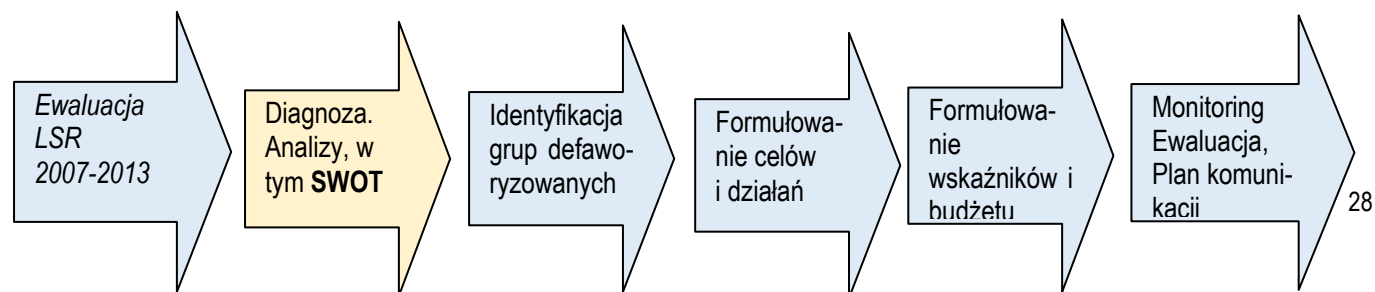 Ewaluacja
LSR
2007-2013
Diagnoza.
Analizy, w
tym SWOT
Identyfikacja
grup defawo-
ryzowanych
Formułowa-
nie celów
i działań
Formułowa-
nie
wskaźników i
budżetu
Monitoring
Ewaluacja,
Plan komuni-
kacji
28